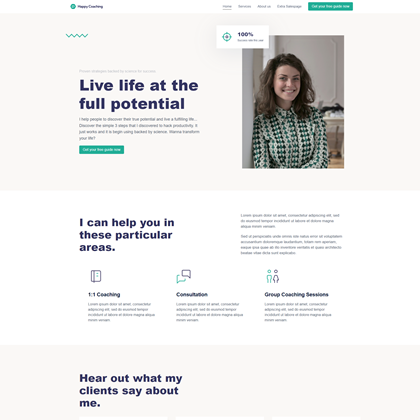 Happy Coaching
Home Services About us Extra Salespage Get your free guide now
100%
Success rate for user
Proven strategies backed by science for success
Live life at the
full potential
I help people to discover their true potential and live a fulfilling life...
Discover the simple 3 steps that I discovered to hack productivity. It
just works and it is begin using backed by science. Wanna transform
your life?
Get your free guide now
I can help you in
these particular
areas.
Lorem ipsum dolor sit amet, consectetur
adipiscing elit, sed do eiusmod tempor
incididunt ut labore et dolore magna aliqua.
Sed ut perspiciatis unde omnis iste natus error sit voluptatem
accusantium doloremque laudantium, totam rem aperiam,
eaque ipsa quae ab illo inventore veritatis et quasi architecto
beatae vitae dicta sunt explicabo.
1:1 Coaching
Lorem ipsum dolor sit amet, consectetur
adipiscing elit, sed do eiusmod tempor
incididunt ut labore et dolore magna aliqua
minim veniam.
Consultation
Lorem ipsum dolor sit amet, consectetur
adipiscing elit, sed do eiusmod tempor
incididunt ut labore et dolore magna aliqua
minim veniam.
Group Coaching Sessions
Lorem ipsum dolor sit amet, consectetur
adipiscing elit, sed do eiusmod tempor
incididunt ut labore et dolore magna aliqua
minim veniam.
Hear out what my
clients say about
me.